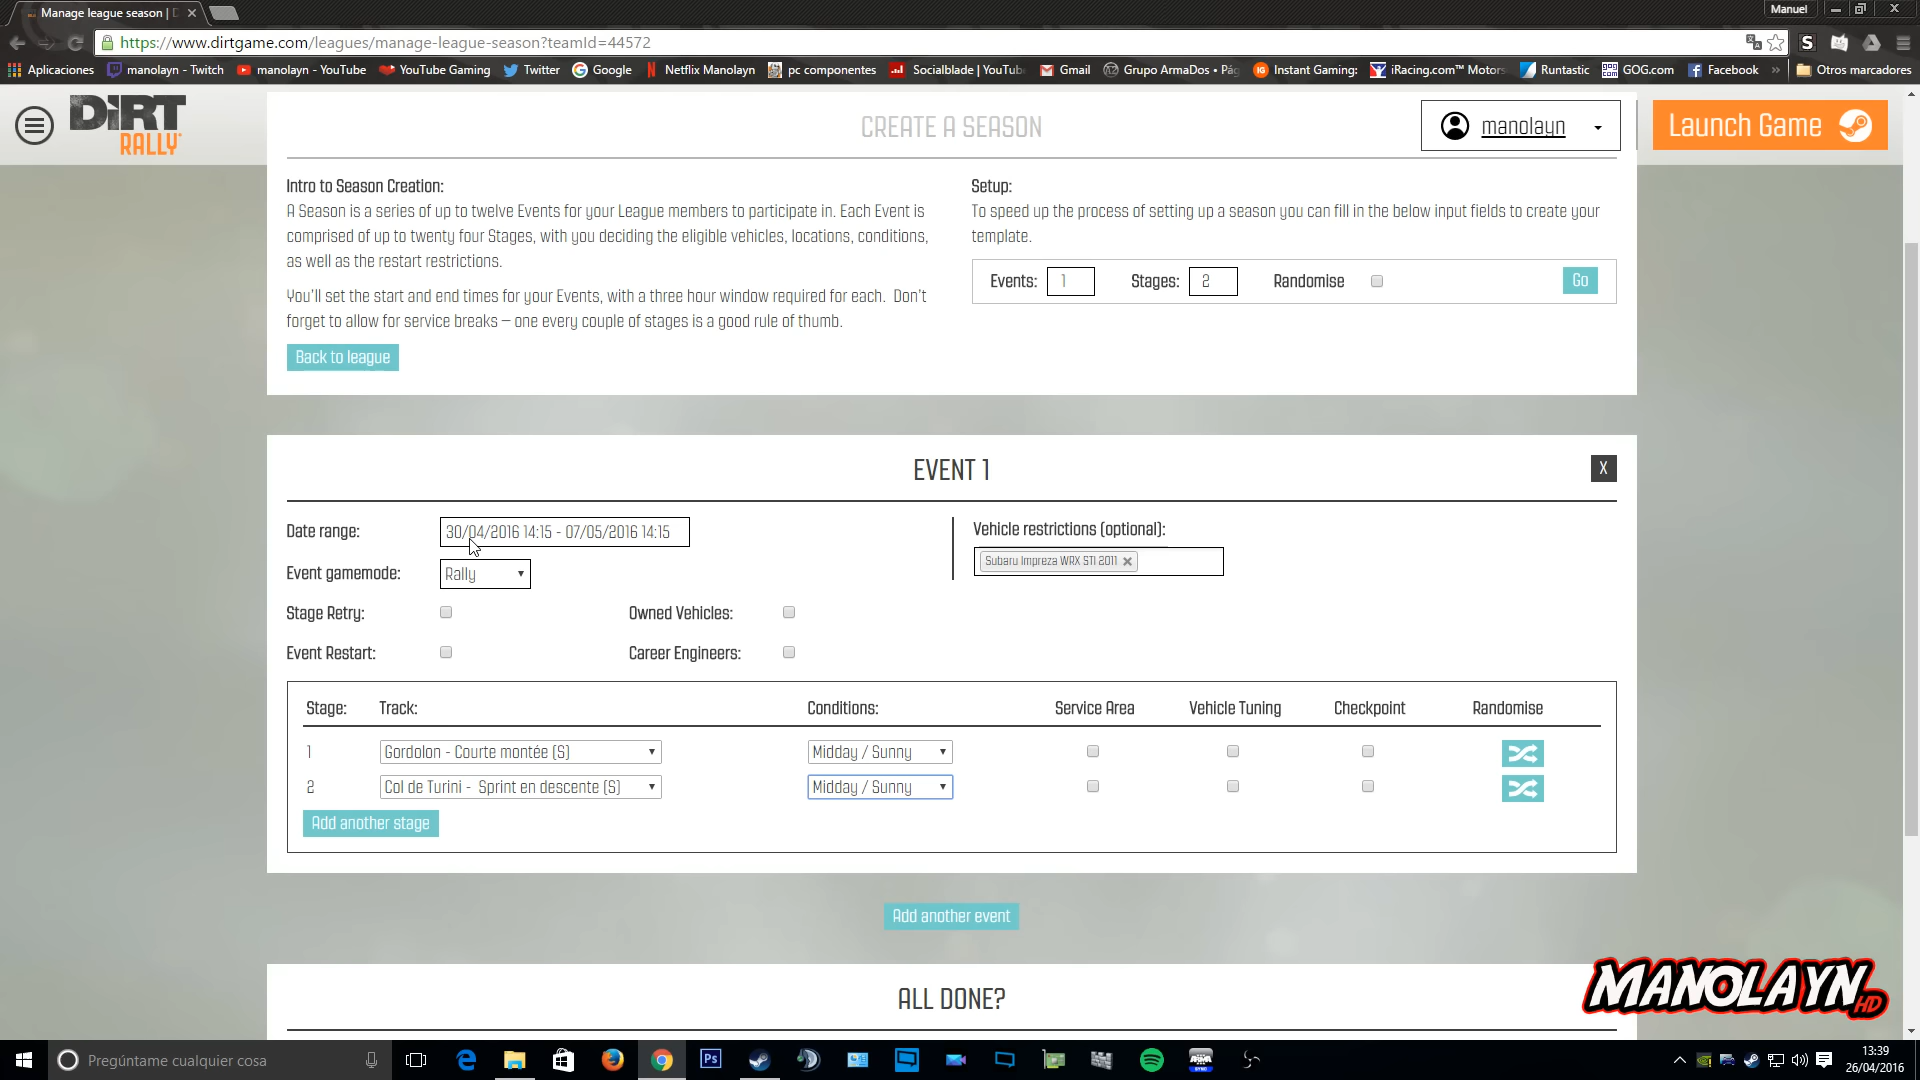 Manage league season | D
Manuel
https://www.dirtgame.com/leagues/manage-league-season?teamId=44572
Aplicaciones
manolayn - Twitch
manolayn - YouTube
YouTube Gaming
Twitter
Google
Netflix Manolayn
pc componentes
Socialblade | YouTub
Gmail
Grupo ArmaDos • Pág
Instant Gaming:
iRacing.com™ Motors
Runtastic
GOG.com
Facebook
»
Otros marcadores
DiRT
RALLY
CREATE A SEASON
manolayn
Launch Game
Intro to Season Creation:
A Season is a series of up to twelve Events for your League members to participate in. Each Event is
comprised of up to twenty four Stages, with you deciding the eligible vehicles, locations, conditions,
as well as the restart restrictions.
You'll set the start and end times for your Events, with a three hour window required for each. Don't
forget to allow for service breaks – one every couple of stages is a good rule of thumb.
Back to league
Setup:
To speed up the process of setting up a season you can fill in the below input fields to create your
template.
Events: 1 Stages: 2 Randomise Go
EVENT 1
X
Date range: 30/04/2016 14:15 - 07/05/2016 14:15
Event gamemode: Rally
Vehicle restrictions (optional):
Subaru Impreza WRX STI 2011 ×
Stage Retry: Owned Vehicles:
Event Restart: Career Engineers:
Stage: Track: Conditions: Service Area Vehicle Tuning Checkpoint Randomise
1 Gordolon - Courte montée (S) Midday / Sunny
2 Col de Turini - Sprint en descente (S) Midday / Sunny
Add another stage
Add another event
ALL DONE?
MANOLAYN HD
Pregúntame cualquier cosa
Ps
13:39
26/04/2016